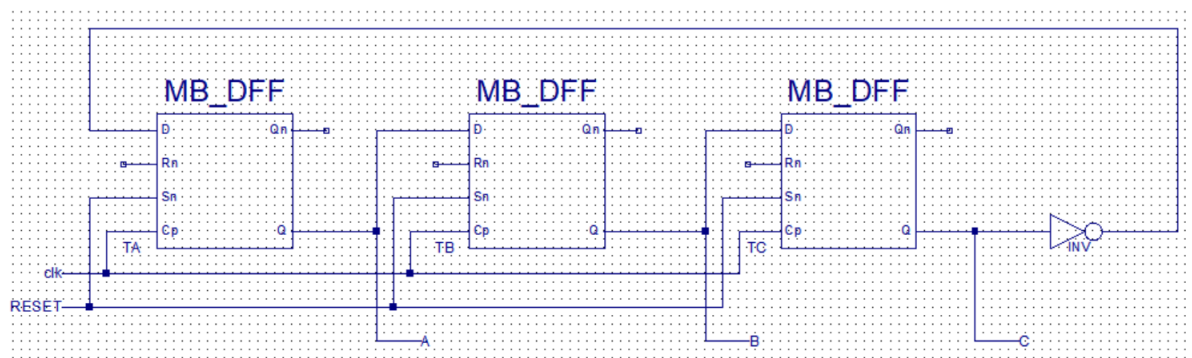 MB_DFF MB_DFF MB_DFF
D Qn D Qn D Qn
Rn Rn Rn
Sn Sn Sn
Cp Q Cp Q Cp Q
TA TB TC INV
clk
RESET
A B C